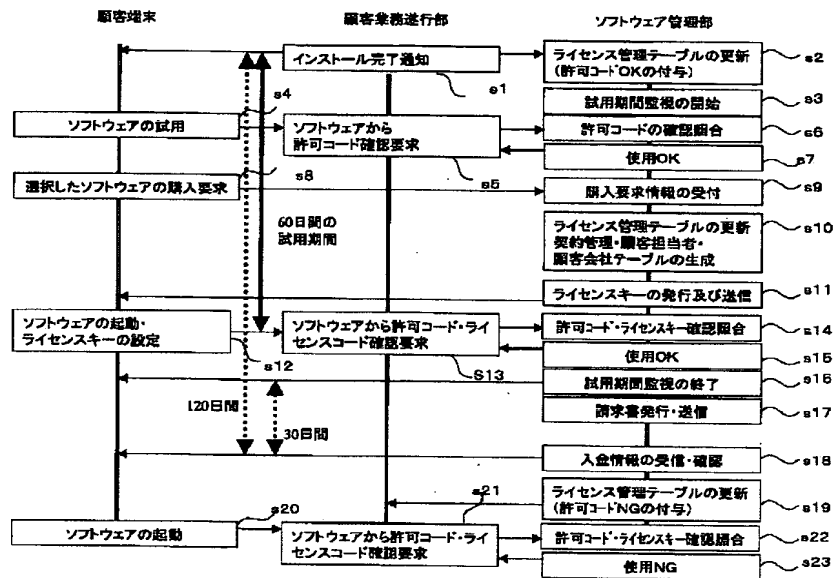 顧客端末
顧客業務遂行部
ソフトウェア管理部
インストール完了通知
s1
ライセンス管理テーブルの更新
(許可コードOKの付与)
s2
試用期間監視の開始
s3
s4
ソフトウェアの試用
ソフトウェアから
許可コード確認要求
s5
許可コードの確認照合
s6
使用OK
s7
選択したソフトウェアの購入要求
s8
購入要求情報の受付
s9
60日間の
試用期間
ライセンス管理テーブルの更新
契約管理・顧客担当者・
顧客会社テーブルの生成
s10
ライセンスキーの発行及び送信
s11
ソフトウェアの起動・
ライセンスキーの設定
s12
ソフトウェアから許可コード・ライ
センスコード確認要求
S13
許可コード・ライセンスキー確認照合
s14
使用OK
s15
試用期間監視の終了
s16
120日間
30日間
請求書発行・送信
s17
入金情報の受信・確認
s18
ライセンス管理テーブルの更新
(許可コードNGの付与)
s19
s20
ソフトウェアの起動
s21
ソフトウェアから許可コード・ライ
センスコード確認要求
許可コード・ライセンスキー確認照合
s22
使用NG
s23